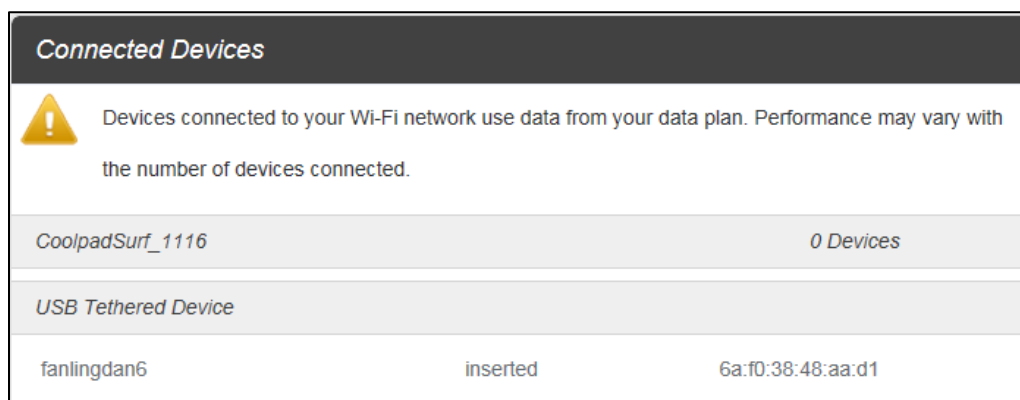 Connected Devices
Devices connected to your Wi-Fi network use data from your data plan. Performance may vary with
the number of devices connected.
CoolpadSurf_1116 0 Devices
USB Tethered Device
fanlingdan6 inserted 6a:f0:38:48:aa:d1